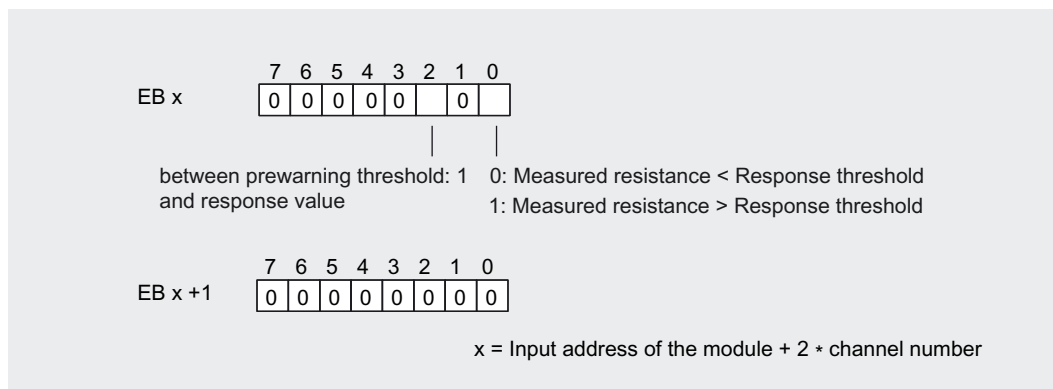 7 6 5 4 3 2 1 0
EB x 0 0 0 0 0 0
between prewarning threshold: 1 0: Measured resistance < Response threshold
and response value 1: Measured resistance > Response threshold
7 6 5 4 3 2 1 0
EB x +1 0 0 0 0 0 0 0 0
x = Input address of the module + 2 * channel number